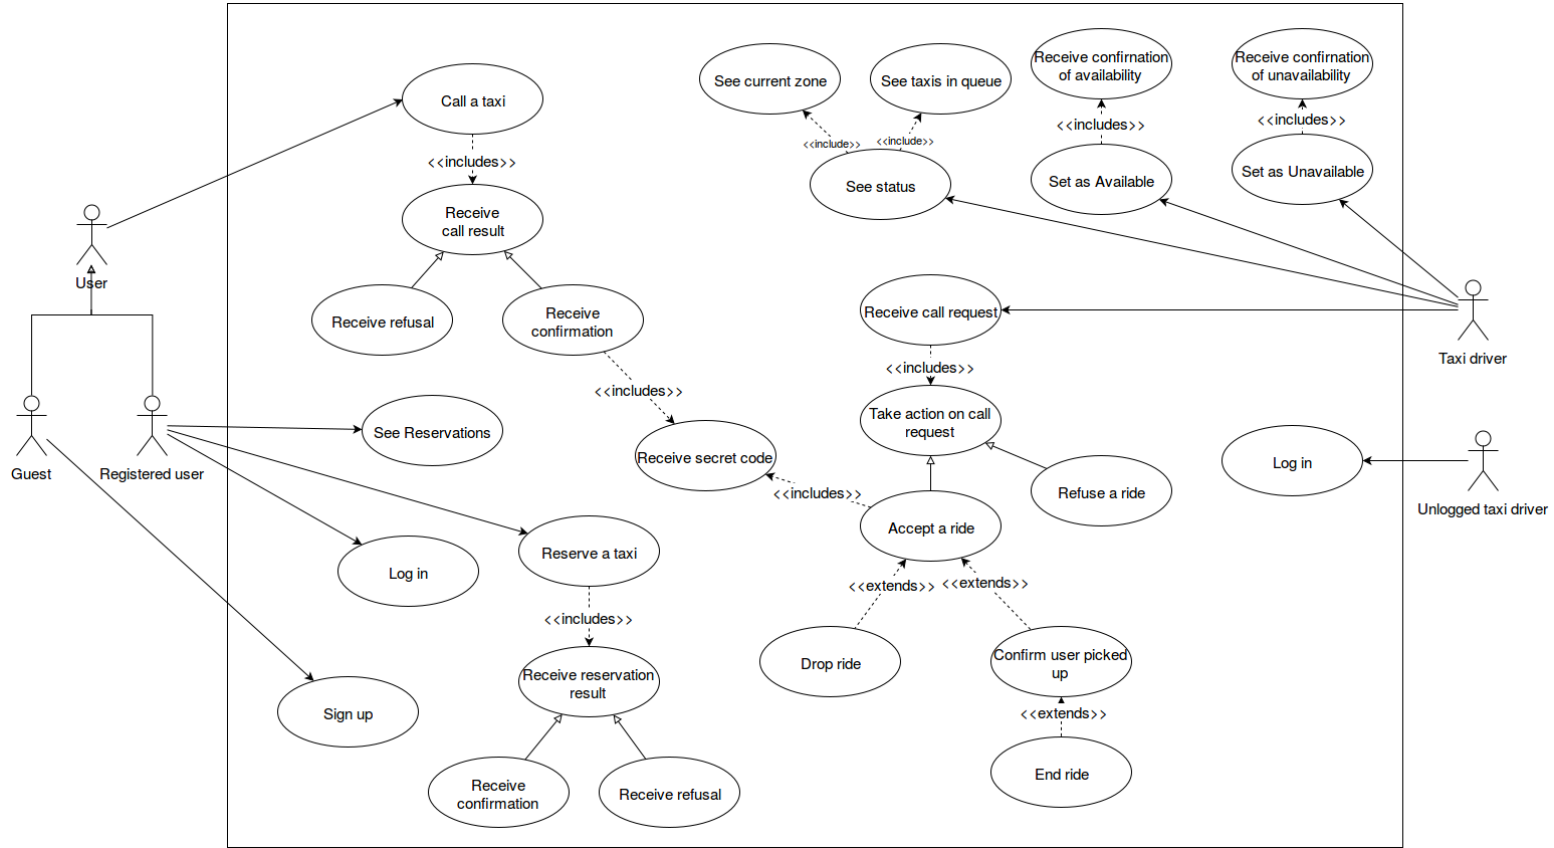 Receive confirnation
of availability
Receive confirnation
of unavailability
See current zone
See taxis in queue
Call a taxi
<<includes>>
<<includes>>
<<include>>
<<include>>
<<includes>>
See status
Set as Available
Set as Unavailable
Receive
call result
User
Receive refusal
Receive
confirmation
Receive call request
Taxi driver
<<includes>>
<<includes>>
Take action on call
request
See Reservations
Receive secret code
Log in
Guest
Registered user
<<includes>>
Refuse a ride
Unlogged taxi driver
Accept a ride
Reserve a taxi
Log in
<<extends>>
<<extends>>
<<includes>>
Receive reservation
result
Drop ride
Confirm user picked
up
Sign up
<<extends>>
Receive
confirmation
Receive refusal
End ride